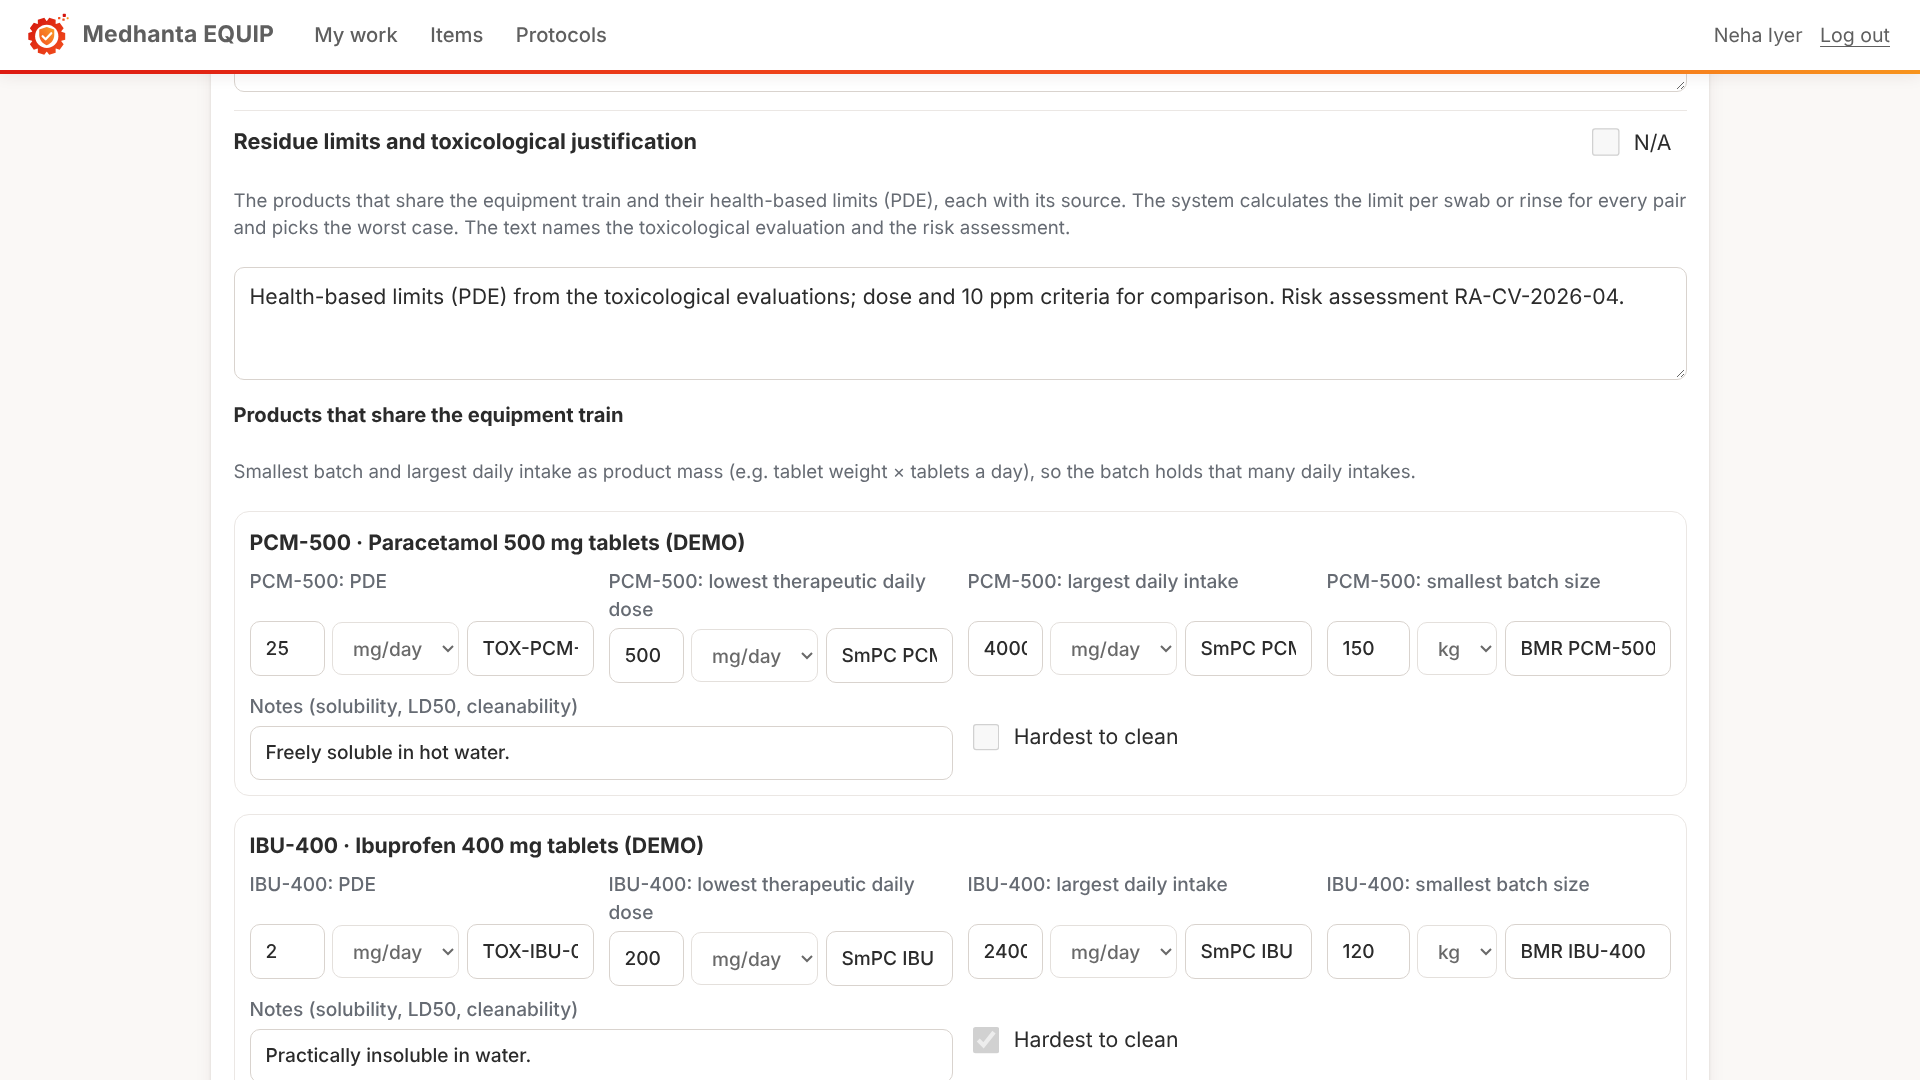 Medhanta EQUIP My work Items Protocols Neha Iyer Log out
Residue limits and toxicological justification N/A
The products that share the equipment train and their health-based limits (PDE), each with its source. The system calculates the limit per swab or rinse for every pair
and picks the worst case. The text names the toxicological evaluation and the risk assessment.
Health-based limits (PDE) from the toxicological evaluations; dose and 10 ppm criteria for comparison. Risk assessment RA-CV-2026-04.
Products that share the equipment train
Smallest batch and largest daily intake as product mass (e.g. tablet weight × tablets a day), so the batch holds that many daily intakes.
PCM-500 · Paracetamol 500 mg tablets (DEMO)
PCM-500: PDE PCM-500: lowest therapeutic daily dose PCM-500: largest daily intake PCM-500: smallest batch size
25 mg/day TOX-PCM- 500 mg/day SmPC PCM 4000 mg/day SmPC PCM 150 kg BMR PCM-500
Notes (solubility, LD50, cleanability)
Freely soluble in hot water. Hardest to clean
IBU-400 · Ibuprofen 400 mg tablets (DEMO)
IBU-400: PDE IBU-400: lowest therapeutic daily dose IBU-400: largest daily intake IBU-400: smallest batch size
2 mg/day TOX-IBU-0 200 mg/day SmPC IBU 2400 mg/day SmPC IBU 120 kg BMR IBU-400
Notes (solubility, LD50, cleanability)
Practically insoluble in water. Hardest to clean